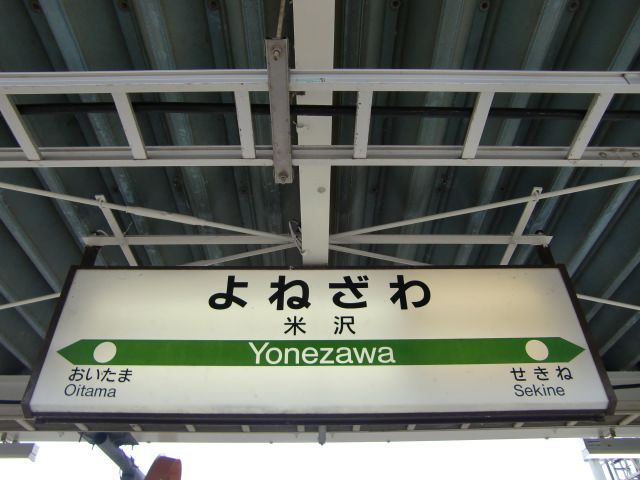 よねざわ
米沢
Yonezawa
おいたま
Oitama
せきね
Sekine